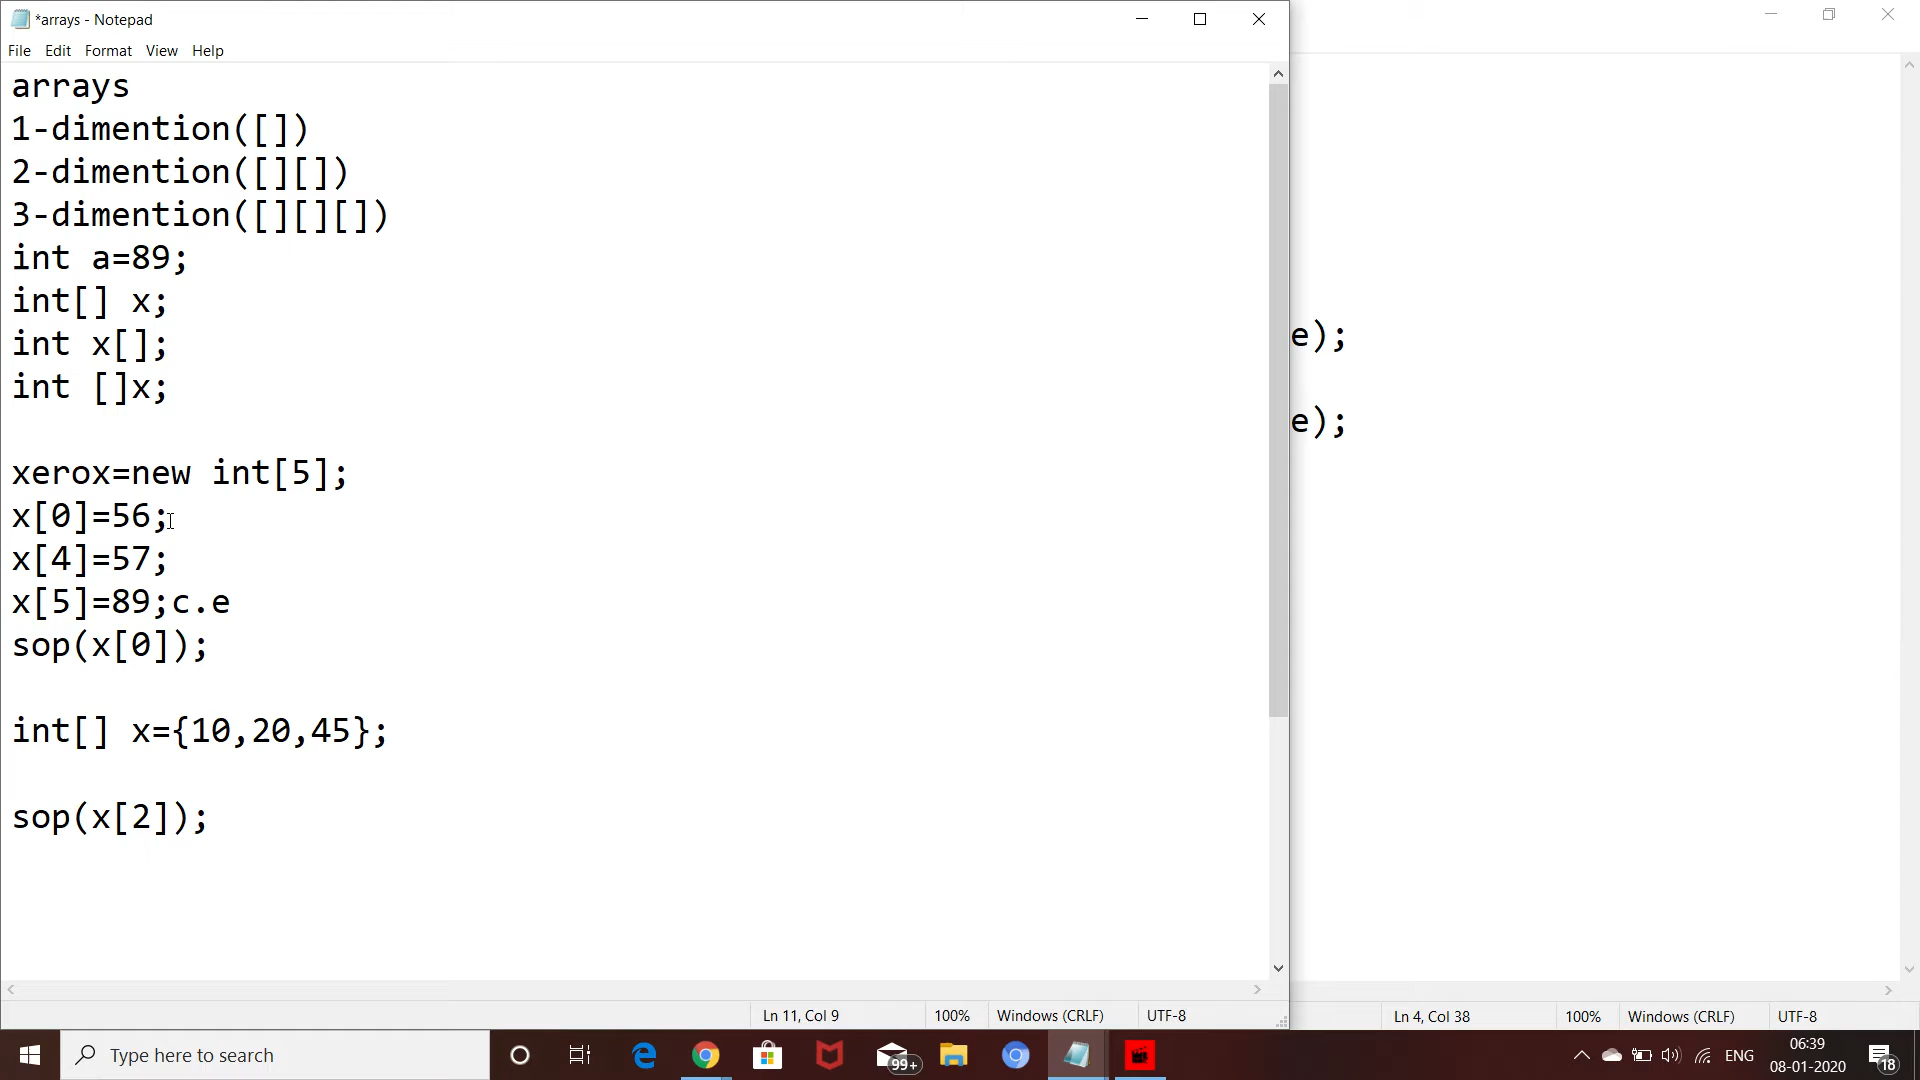 *arrays - Notepad
File Edit Format View Help
arrays
1-dimention([])
2-dimention([][])
3-dimention([][][])
int a=89;
int[] x;
int x[];
int []x;
xerox=new int[5];
x[0]=56;
x[4]=57;
x[5]=89;c.e
sop(x[0]);
int[] x={10,20,45};
sop(x[2]);
e);
e);
Ln 11, Col 9 100% Windows (CRLF) UTF-8
Ln 4, Col 38 100% Windows (CRLF) UTF-8
Type here to search
99+
ENG
06:39
08-01-2020
18